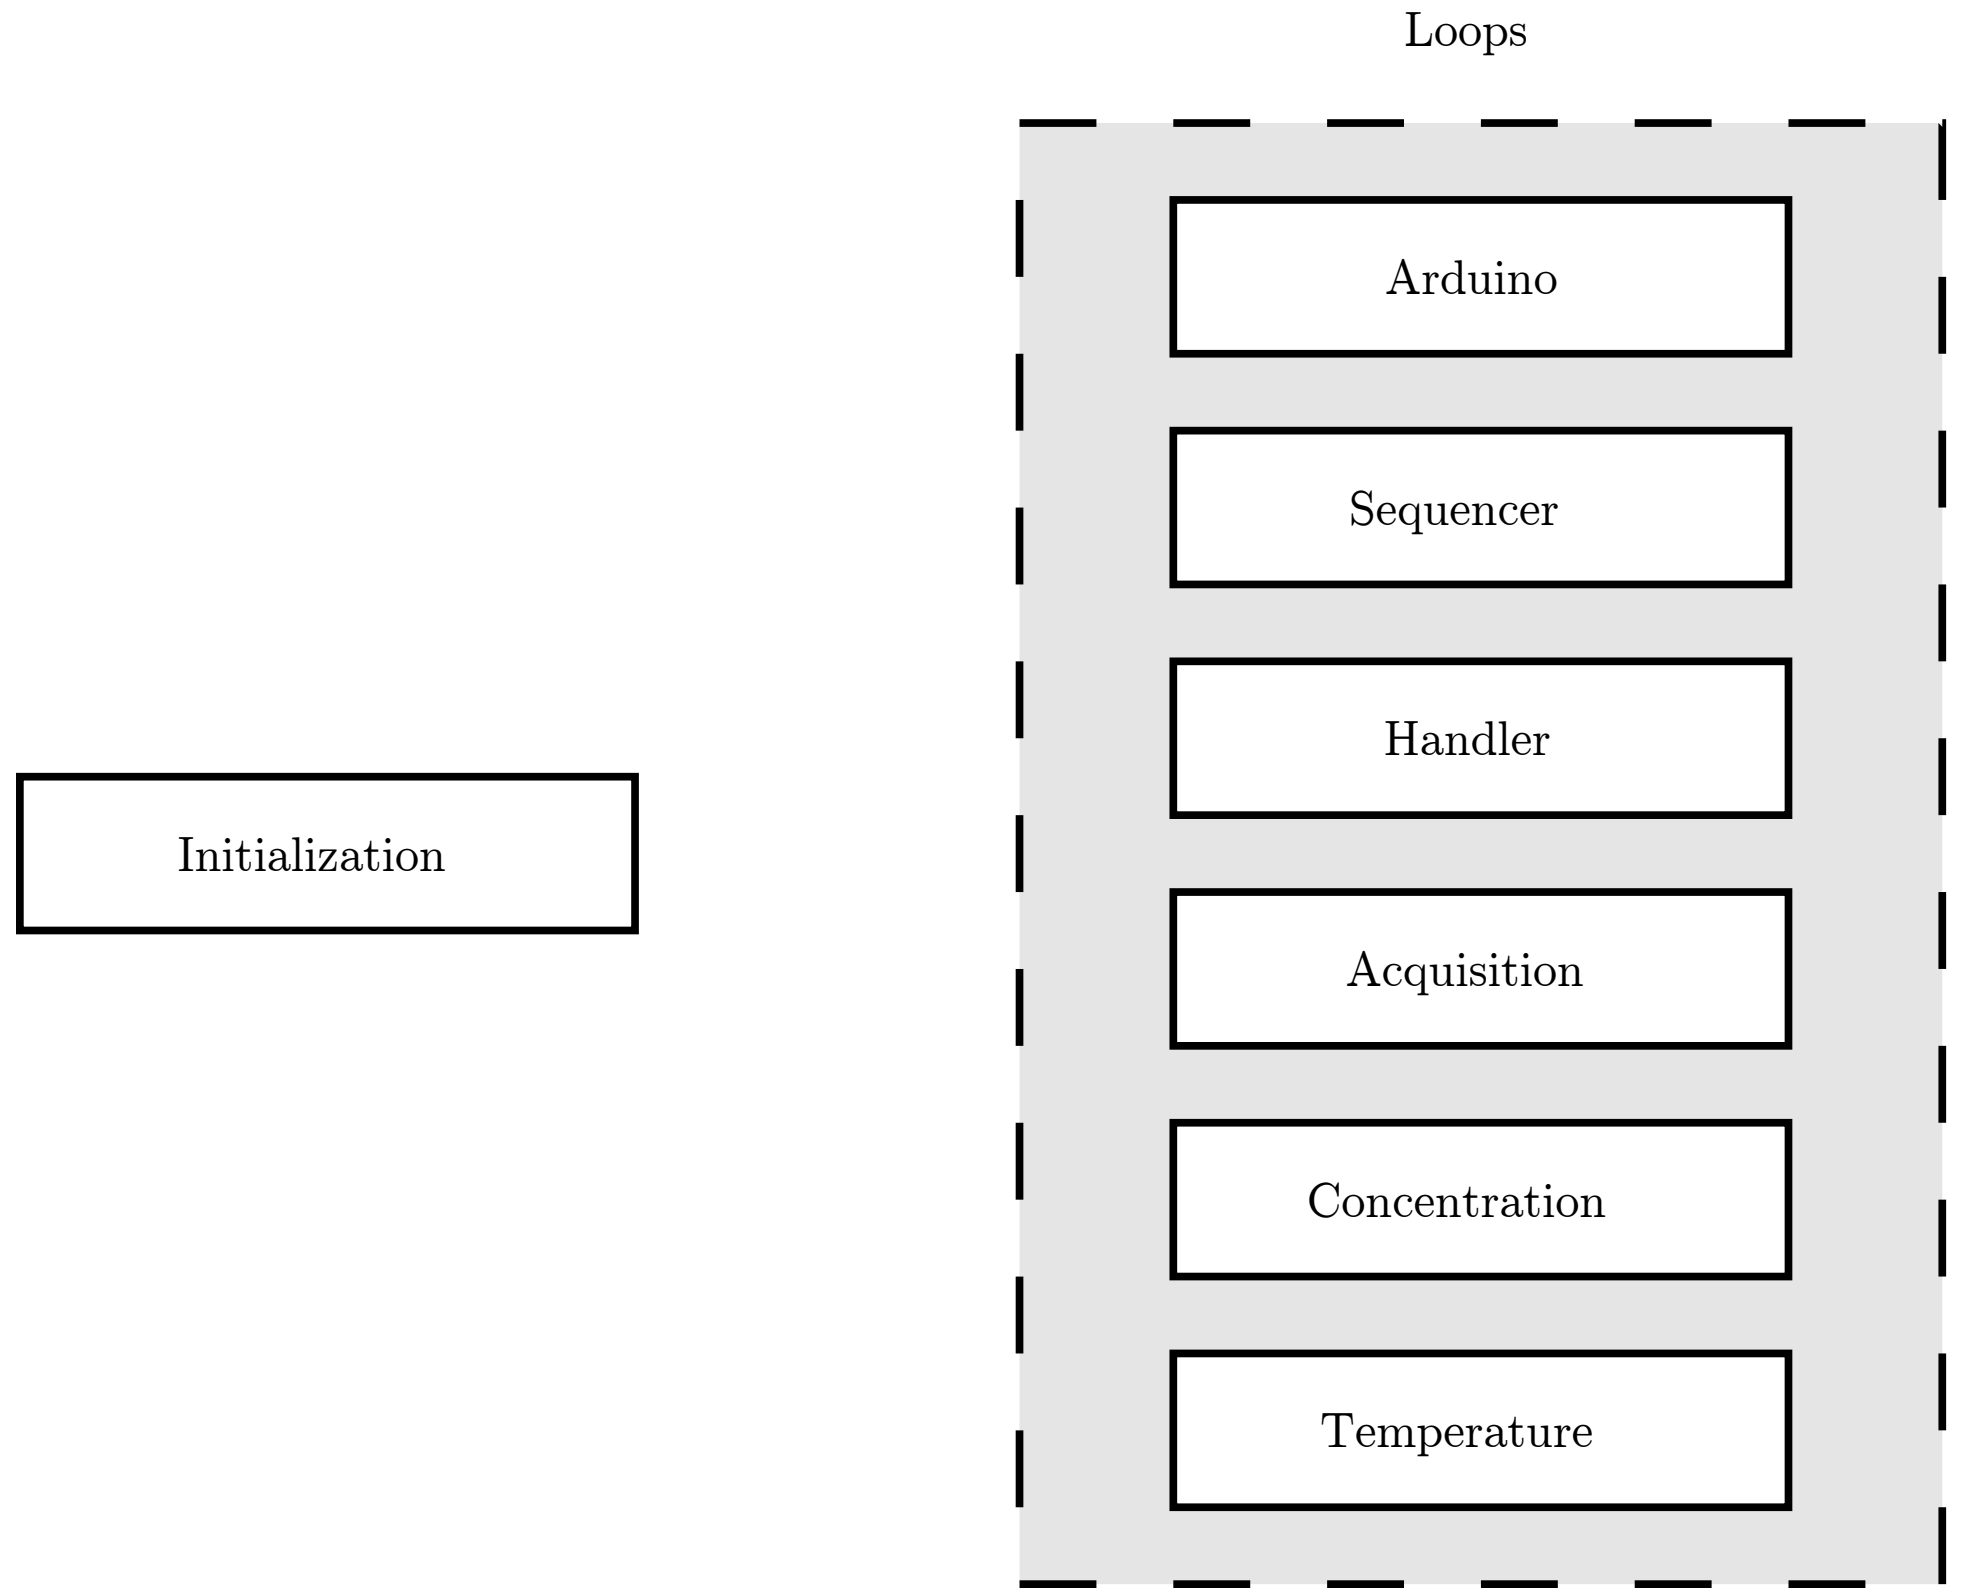 Loops
Arduino
Sequencer
Handler
Initialization
Acquisition
Concentration
Temperature